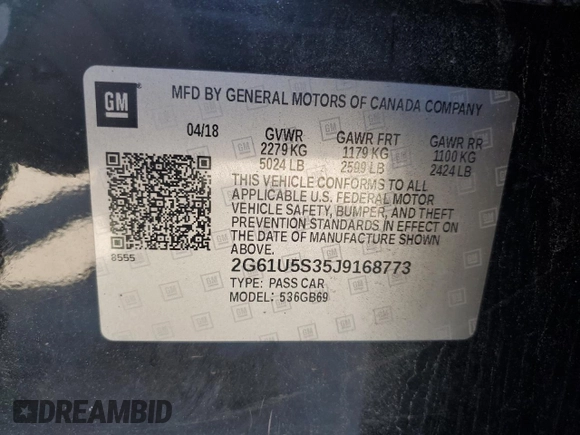 GM
MFD BY GENERAL MOTORS OF CANADA COMPANY
04/18 GVWR GAWR FRT GAWR RR
2279 KG 1179 KG 1100 KG
5024 LB 2599 LB 2424 LB
THIS VEHICLE CONFORMS TO ALL
APPLICABLE U.S. FEDERAL MOTOR
VEHICLE SAFETY, BUMPER, AND THEFT
PREVENTION STANDARDS IN EFFECT ON
THE DATE OF MANUFACTURE SHOWN
ABOVE.
8555
2G61U5S35J9168773
TYPE: PASS CAR
MODEL: 536GB69
DREAMBID